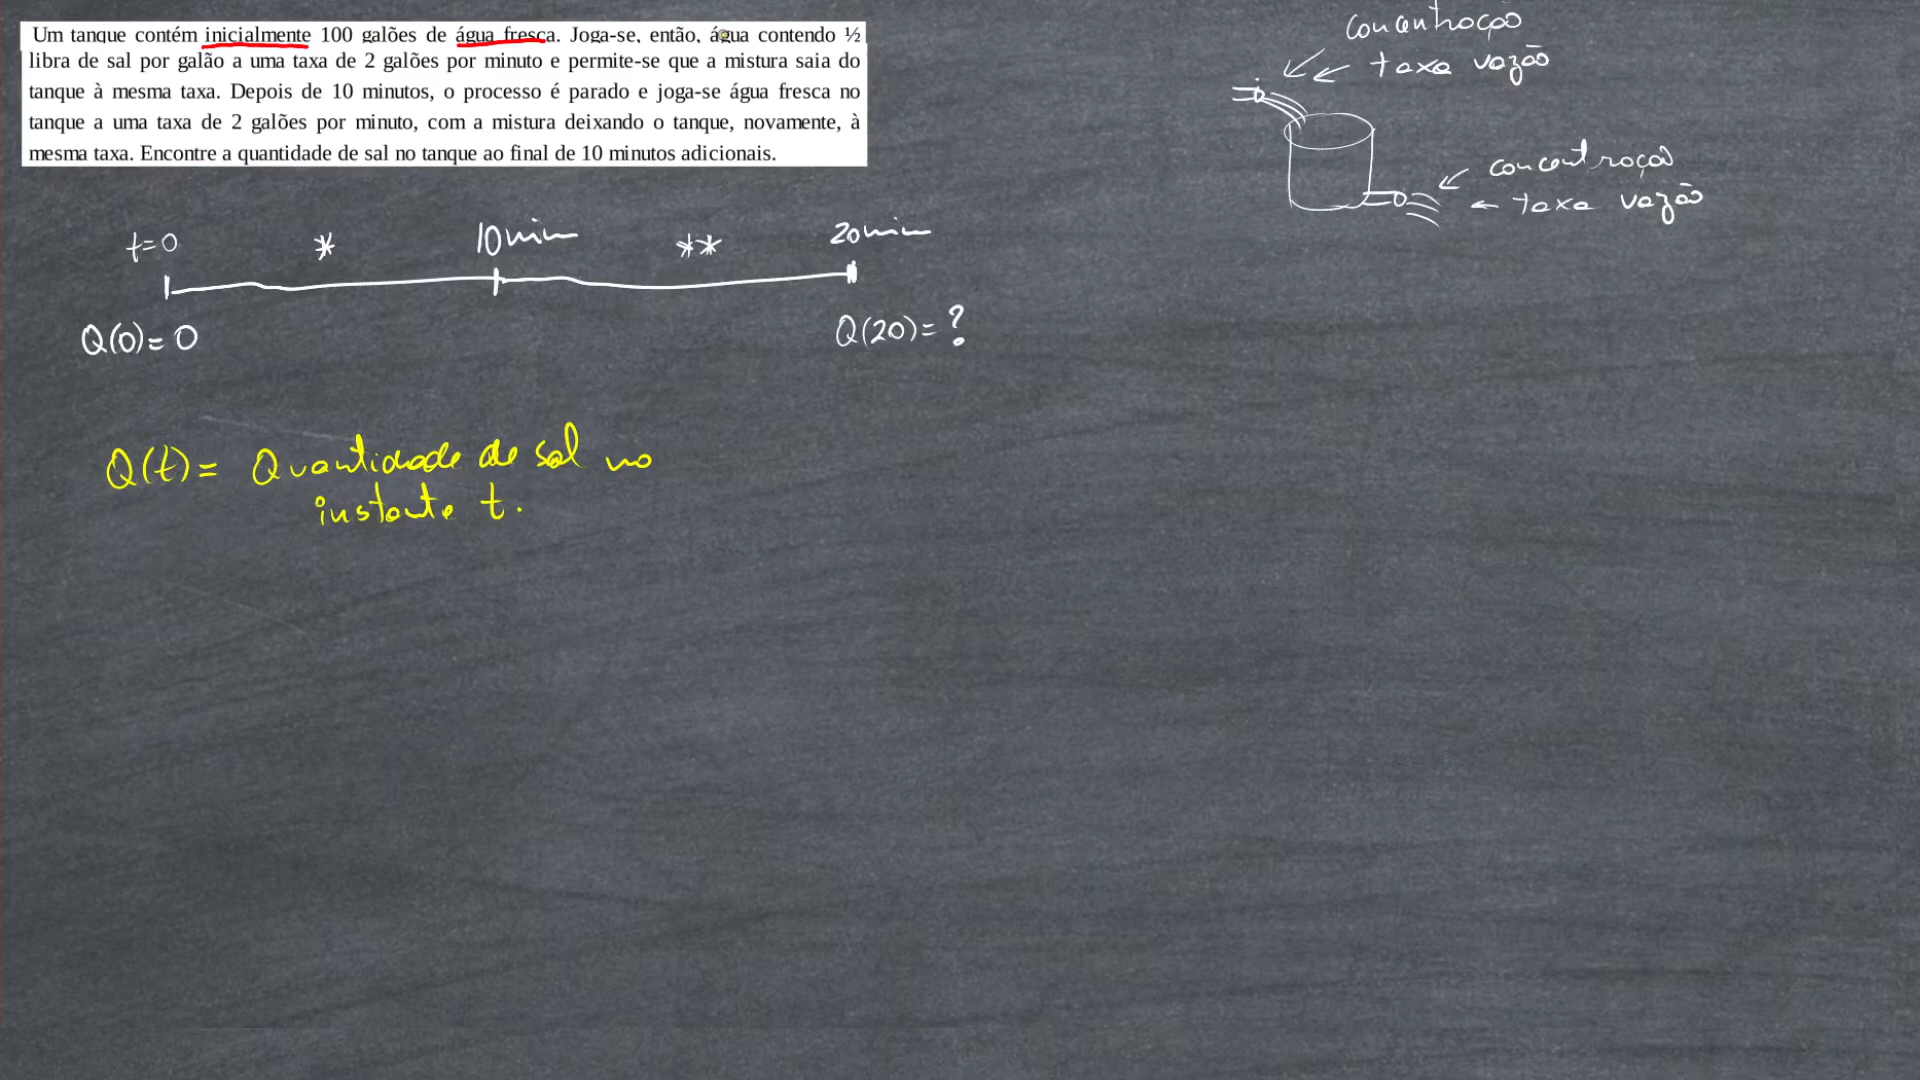 Um tanque contém inicialmente 100 galões de água fresca. Joga-se, então, água contendo ½
libra de sal por galão a uma taxa de 2 galões por minuto e permite-se que a mistura saia do
tanque à mesma taxa. Depois de 10 minutos, o processo é parado e joga-se água fresca no
tanque a uma taxa de 2 galões por minuto, com a mistura deixando o tanque, novamente, à
mesma taxa. Encontre a quantidade de sal no tanque ao final de 10 minutos adicionais.
concentração
taxa vazão
concentração
taxa vazão
t=0 * 10min ** 20min
Q(0)=0 Q(20)=?
Q(t)= Quantidade de sal no
instante t.